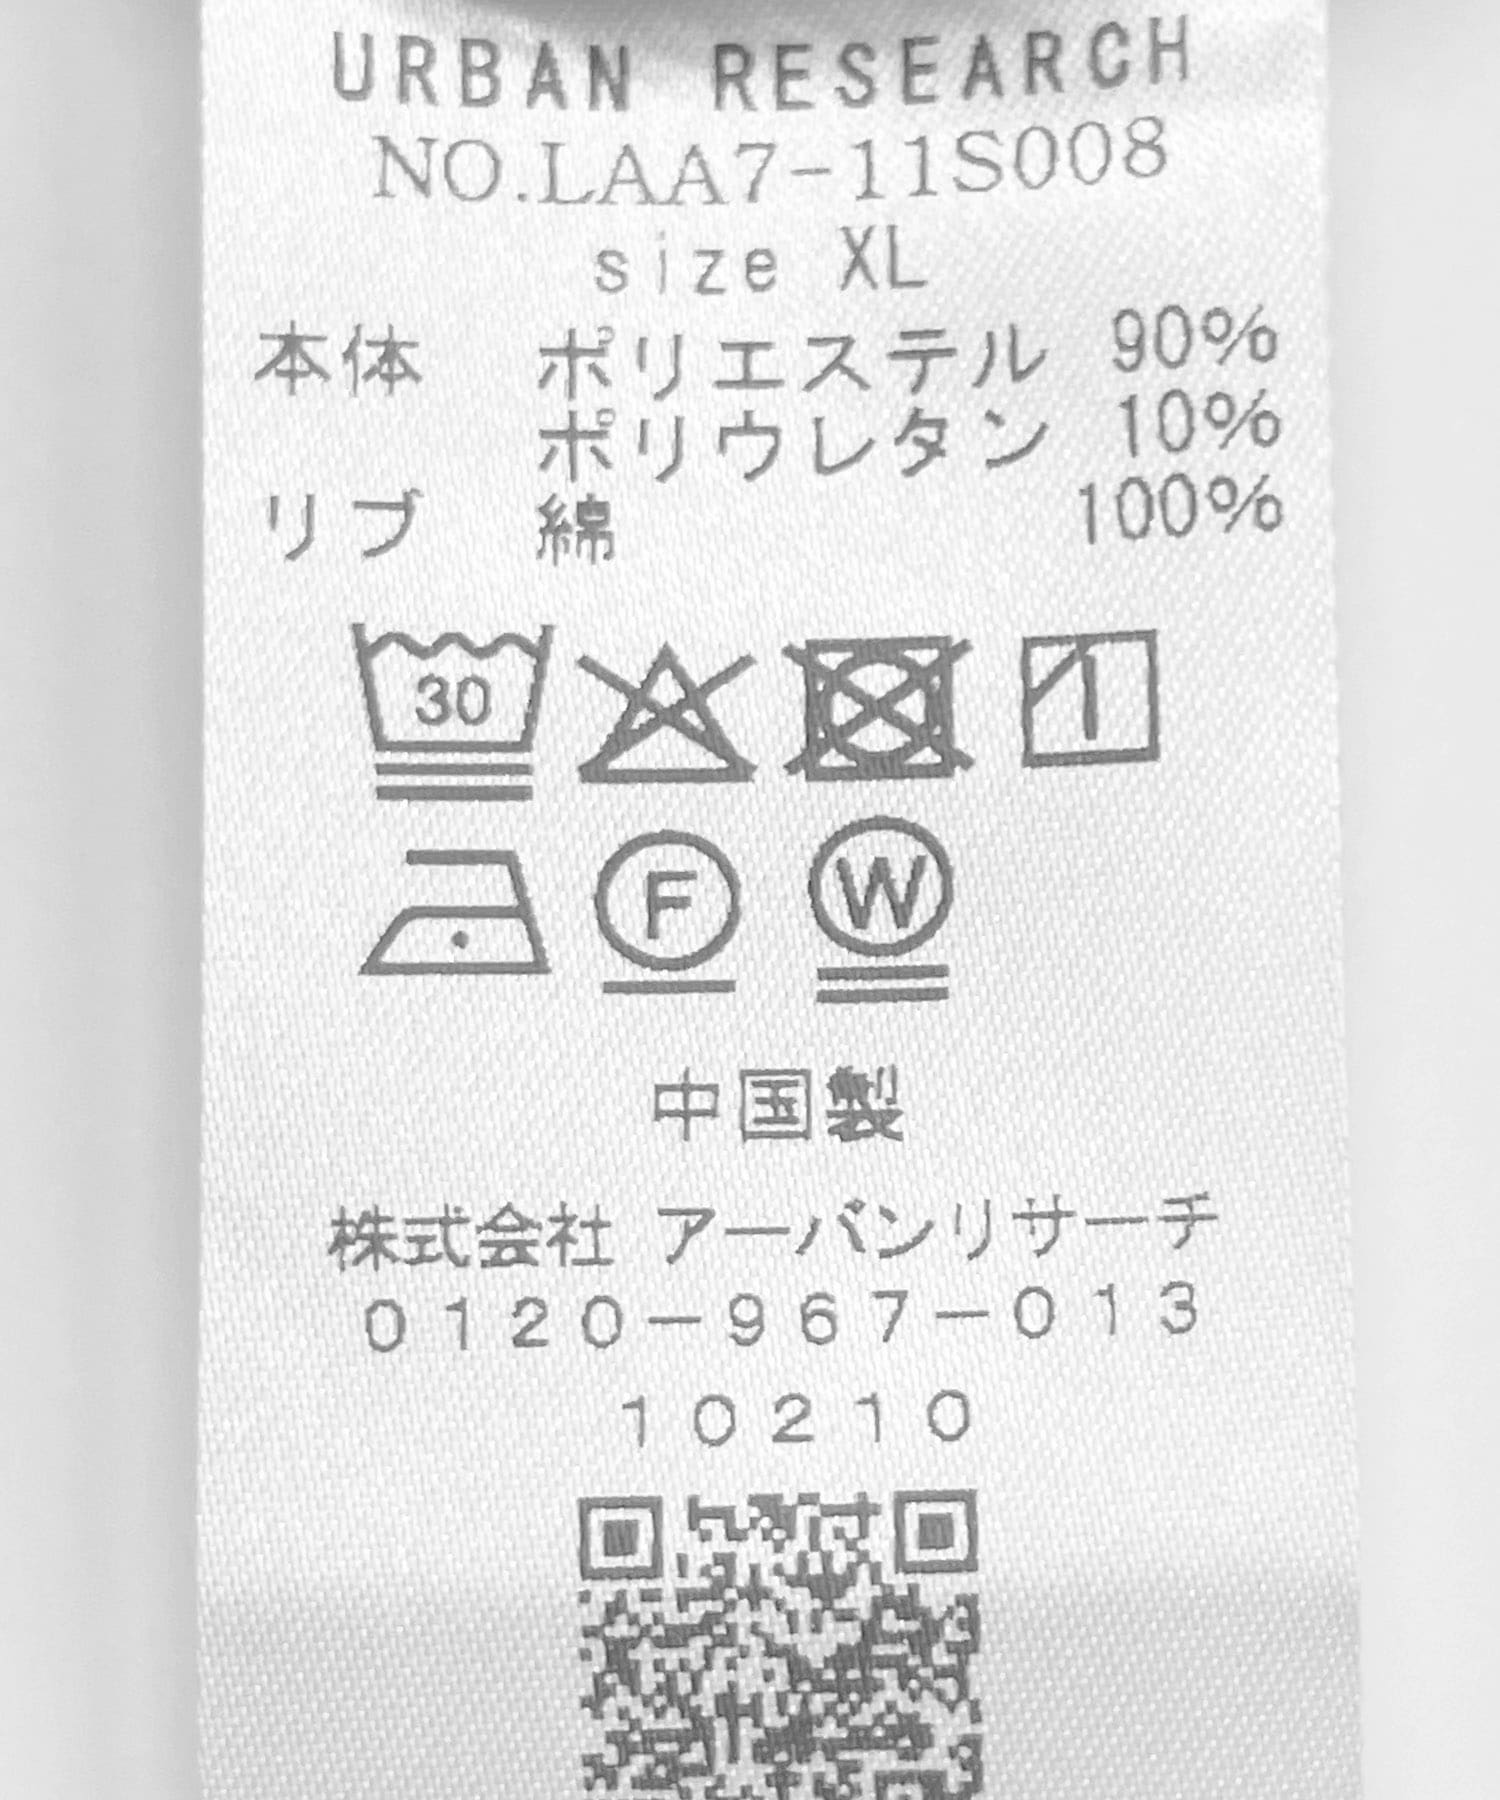 URBAN RESEARCH
NO.LAA7-11S008
size XL
本体 ポリエステル 90%
ポリウレタン 10%
リブ 綿 100%
30
F W
中国製
株式会社 アーバンリサーチ
0120-967-013
10210